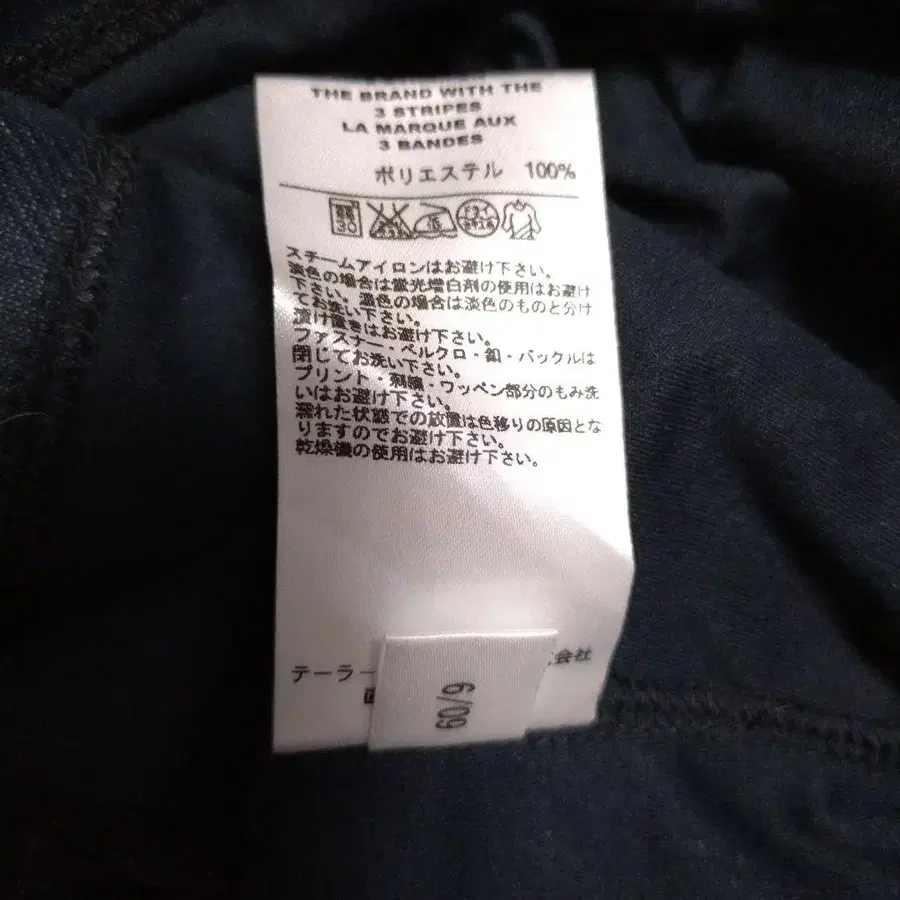 THE BRAND WITH THE
3 STRIPES
LA MARQUE AUX
3 BANDES
ポリエステル 100%
30
スチームアイロンはお避け下さい。
淡色の場合は蛍光増白剤の使用はお避け
下さい。濃色の場合は淡色のものと分け
てお洗い下さい。
漬け置きはお避け下さい。
ファスナー・ベルクロ・釦・バックルは
閉じてお洗い下さい。
プリント・刺繍・ワッペン部分のもみ洗
いはお避け下さい。
濡れた状態での放置は色移りの原因とな
りますのでお避け下さい。
乾燥機の使用はお避け下さい。
テーラー
会社
6/09